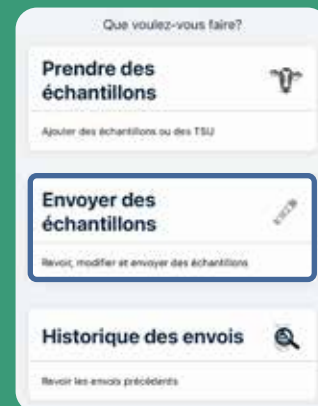 Que voulez-vous faire?
Prendre des
échantillons
Ajouter des échantillons ou des TSU
Envoyer des
échantillons
Revoir, modifier et envoyer des échantillons
Historique des envois
Revoir les envois précédents